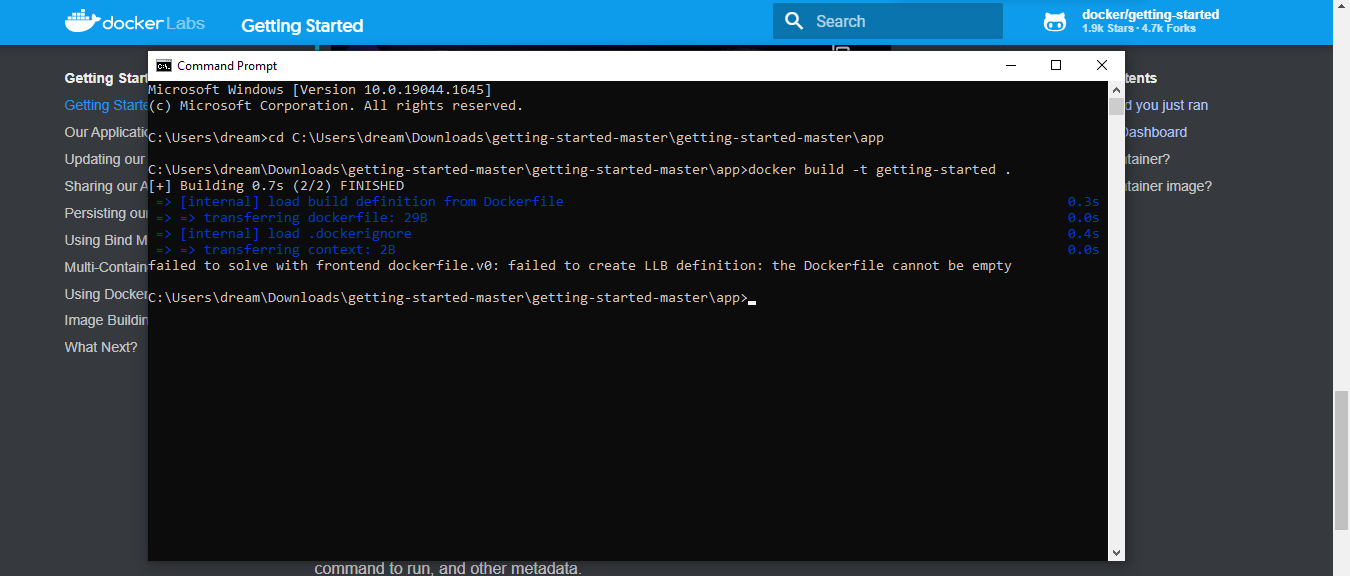 docker Labs
Getting Started
Search
docker/getting-started
1.9k Stars · 4.7k Forks
Getting Start
Getting Starte
Our Applicatio
Updating our
Sharing our A
Persisting our
Using Bind M
Multi-Contain
Using Docker
Image Buildin
What Next?
Command Prompt
Microsoft Windows [Version 10.0.19044.1645]
(c) Microsoft Corporation. All rights reserved.
C:\Users\dream>cd C:\Users\dream\Downloads\getting-started-master\getting-started-master\app
C:\Users\dream\Downloads\getting-started-master\getting-started-master\app>docker build -t getting-started .
[+] Building 0.7s (2/2) FINISHED
=> [internal] load build definition from Dockerfile 0.3s
=> => transferring dockerfile: 29B 0.0s
=> [internal] load .dockerignore 0.4s
=> => transferring context: 2B 0.0s
failed to solve with frontend dockerfile.v0: failed to create LLB definition: the Dockerfile cannot be empty
C:\Users\dream\Downloads\getting-started-master\getting-started-master\app>
tents
d you just ran
Dashboard
tainer?
tainer image?
command to run, and other metadata.